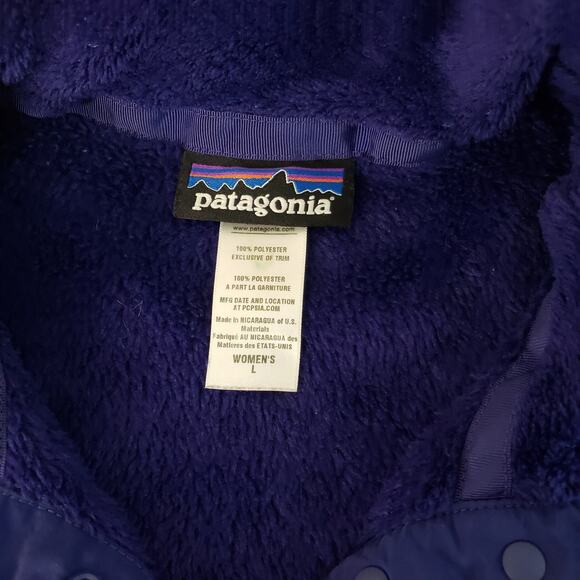 patagonia®
www.patagonia.com
100% POLYESTER
EXCLUSIVE OF TRIM
100% POLYESTER
A PART LA GARNITURE
MFG DATE AND LOCATION
AT PCPSIA.COM
Made in NICARAGUA of U.S.
Materials
Fabriqué AU NICARAGUA des
Matieres des ETATS-UNIS
WOMEN'S
L